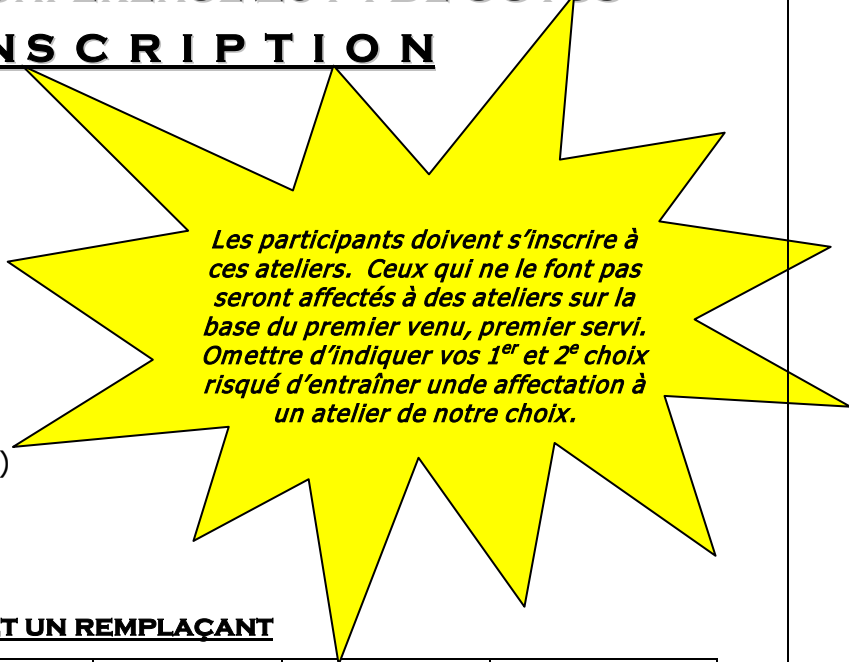 NSCRIPTION
Les participants doivent s’inscrire à
ces ateliers. Ceux qui ne le font pas
seront affectés à des ateliers sur la
base du premier venu, premier servi.
Omettre d’indiquer vos 1er et 2e choix
risqué d’entraîner unde affectation à
un atelier de notre choix.
)
ET UN REMPLAÇANT